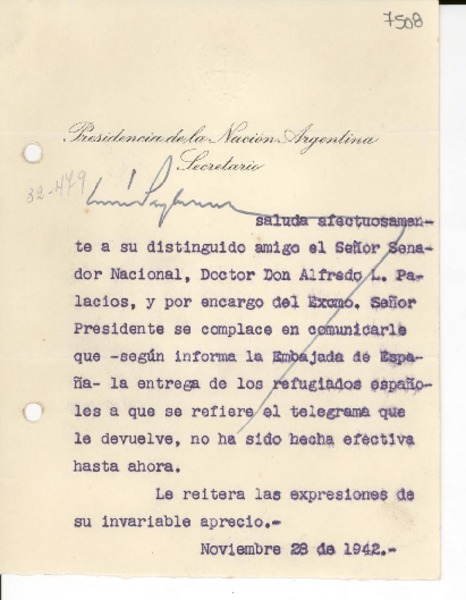 7508
Presidencia de la Nación Argentina
Secretario
32-479
saluda afectuosamen-
te a su distinguido amigo el Señor Sena-
dor Nacional, Doctor Don Alfredo L. Pa-
lacios, y por encargo del Excmo. Señor
Presidente se complace en comunicarle
que -según informa la Embajada de Espa-
ña- la entrega de los refugiados españo-
les a que se refiere el telegrama que
le devuelve, no ha sido hecha efectiva
hasta ahora.
Le reitera las expresiones de
su invariable aprecio.-
Noviembre 28 de 1942.-